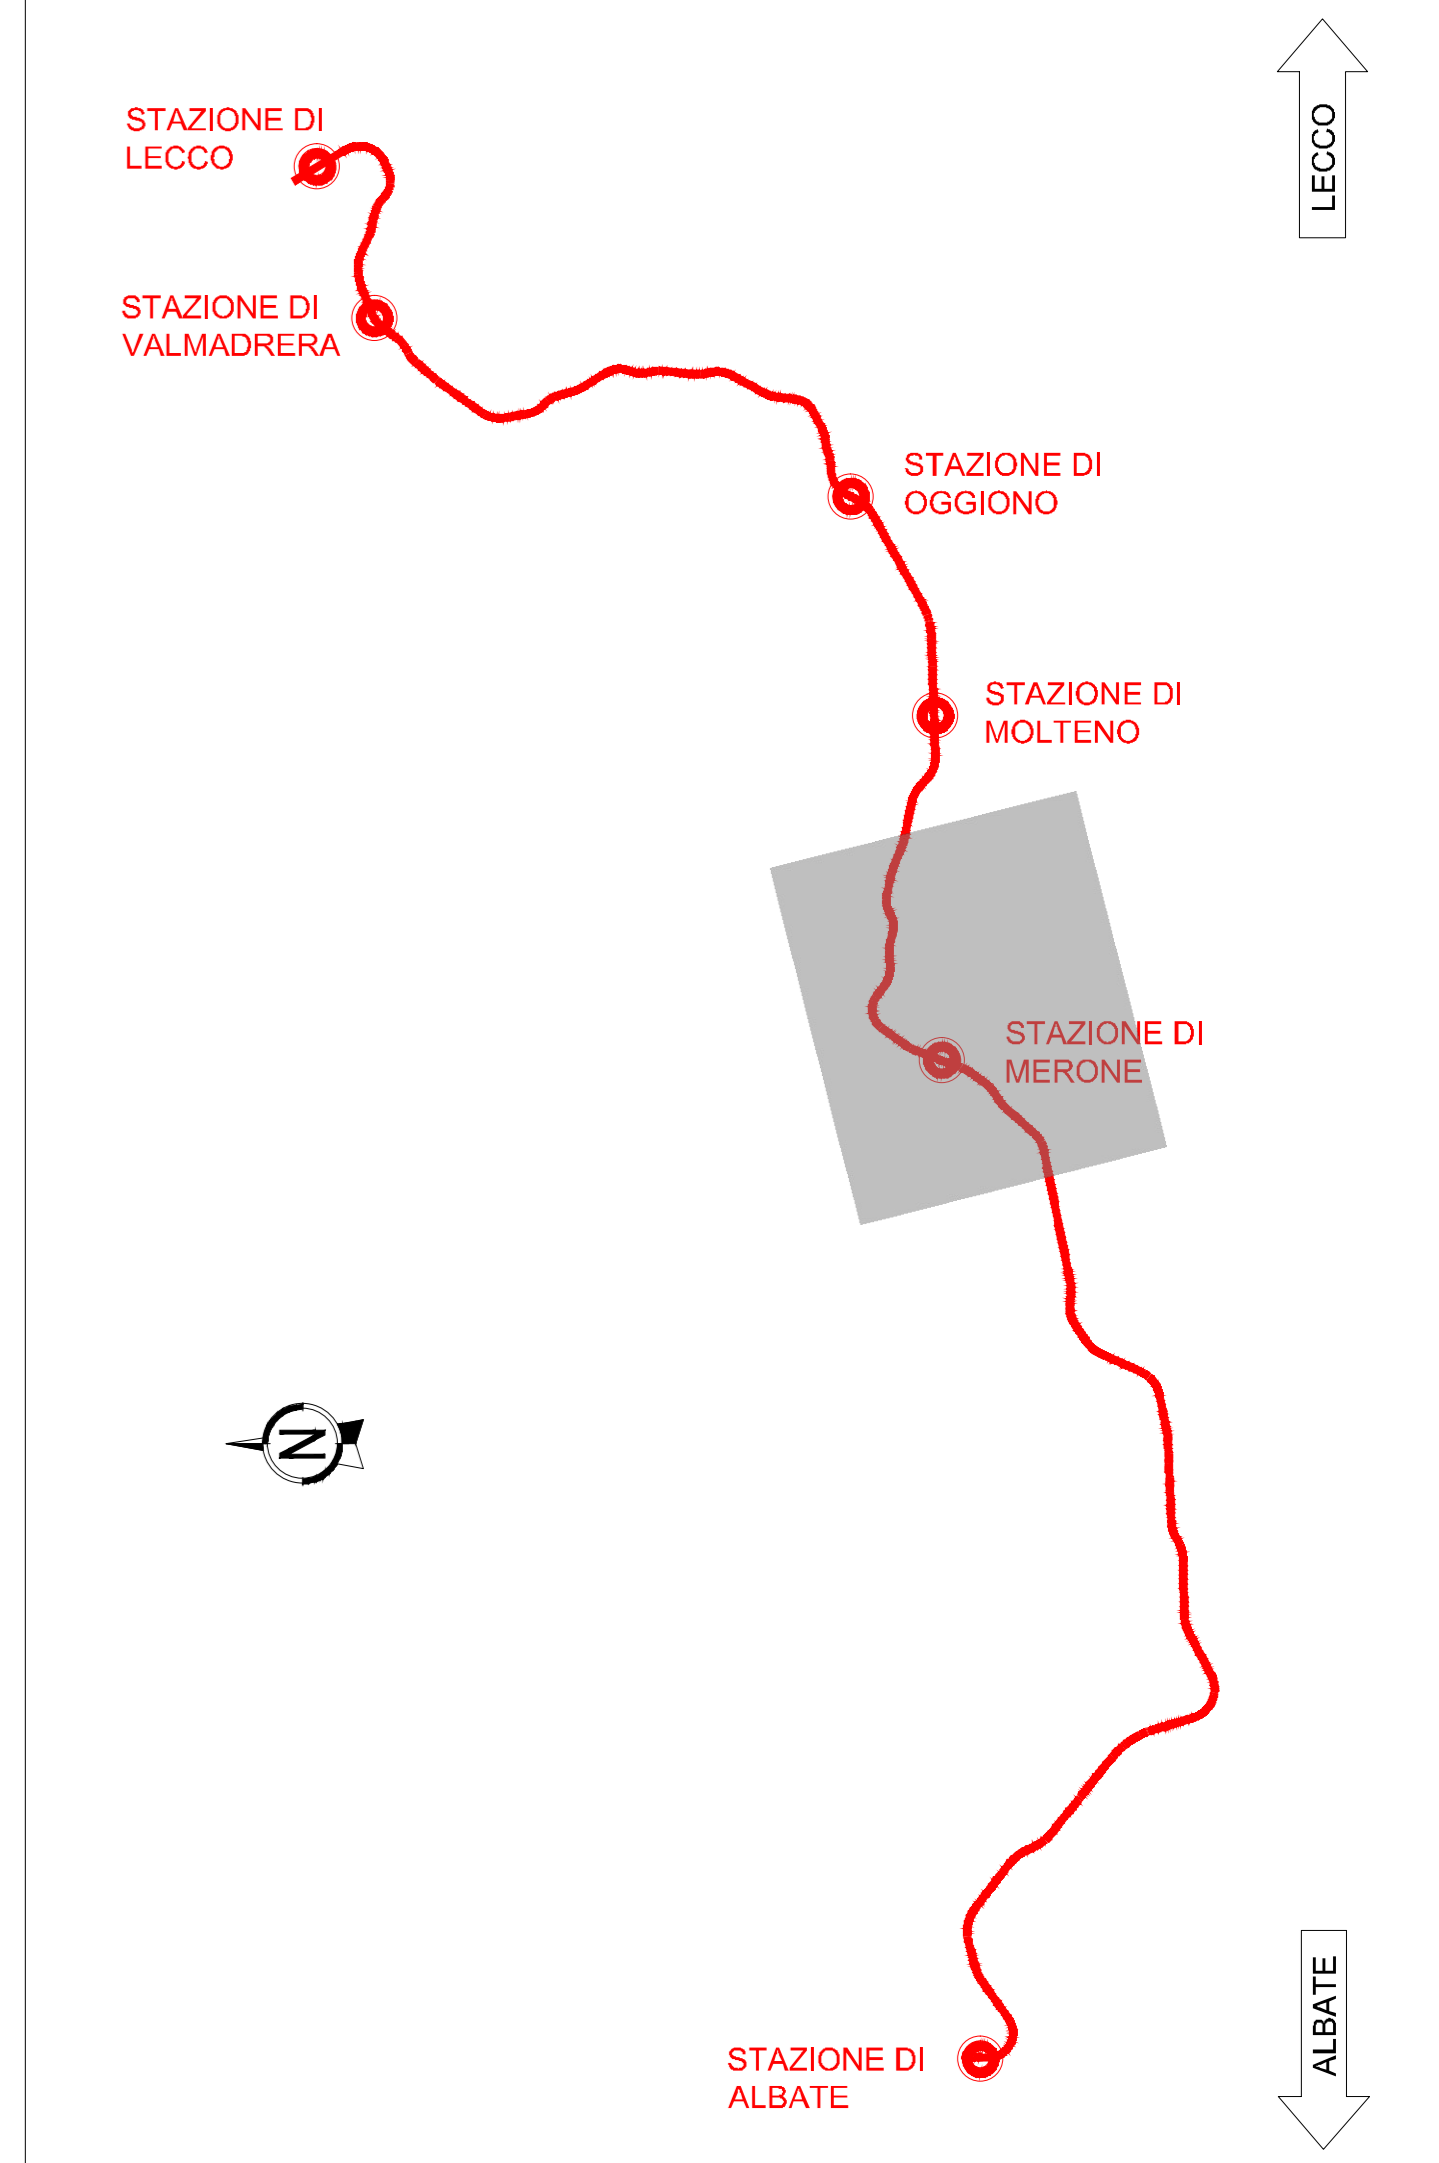 STAZIONE DI
LECCO
LECCO
STAZIONE DI
VALMADRERA
STAZIONE DI
OGGIONO
STAZIONE DI
MOLTENO
STAZIONE DI
MERONE
N
STAZIONE DI
ALBATE
ALBATE